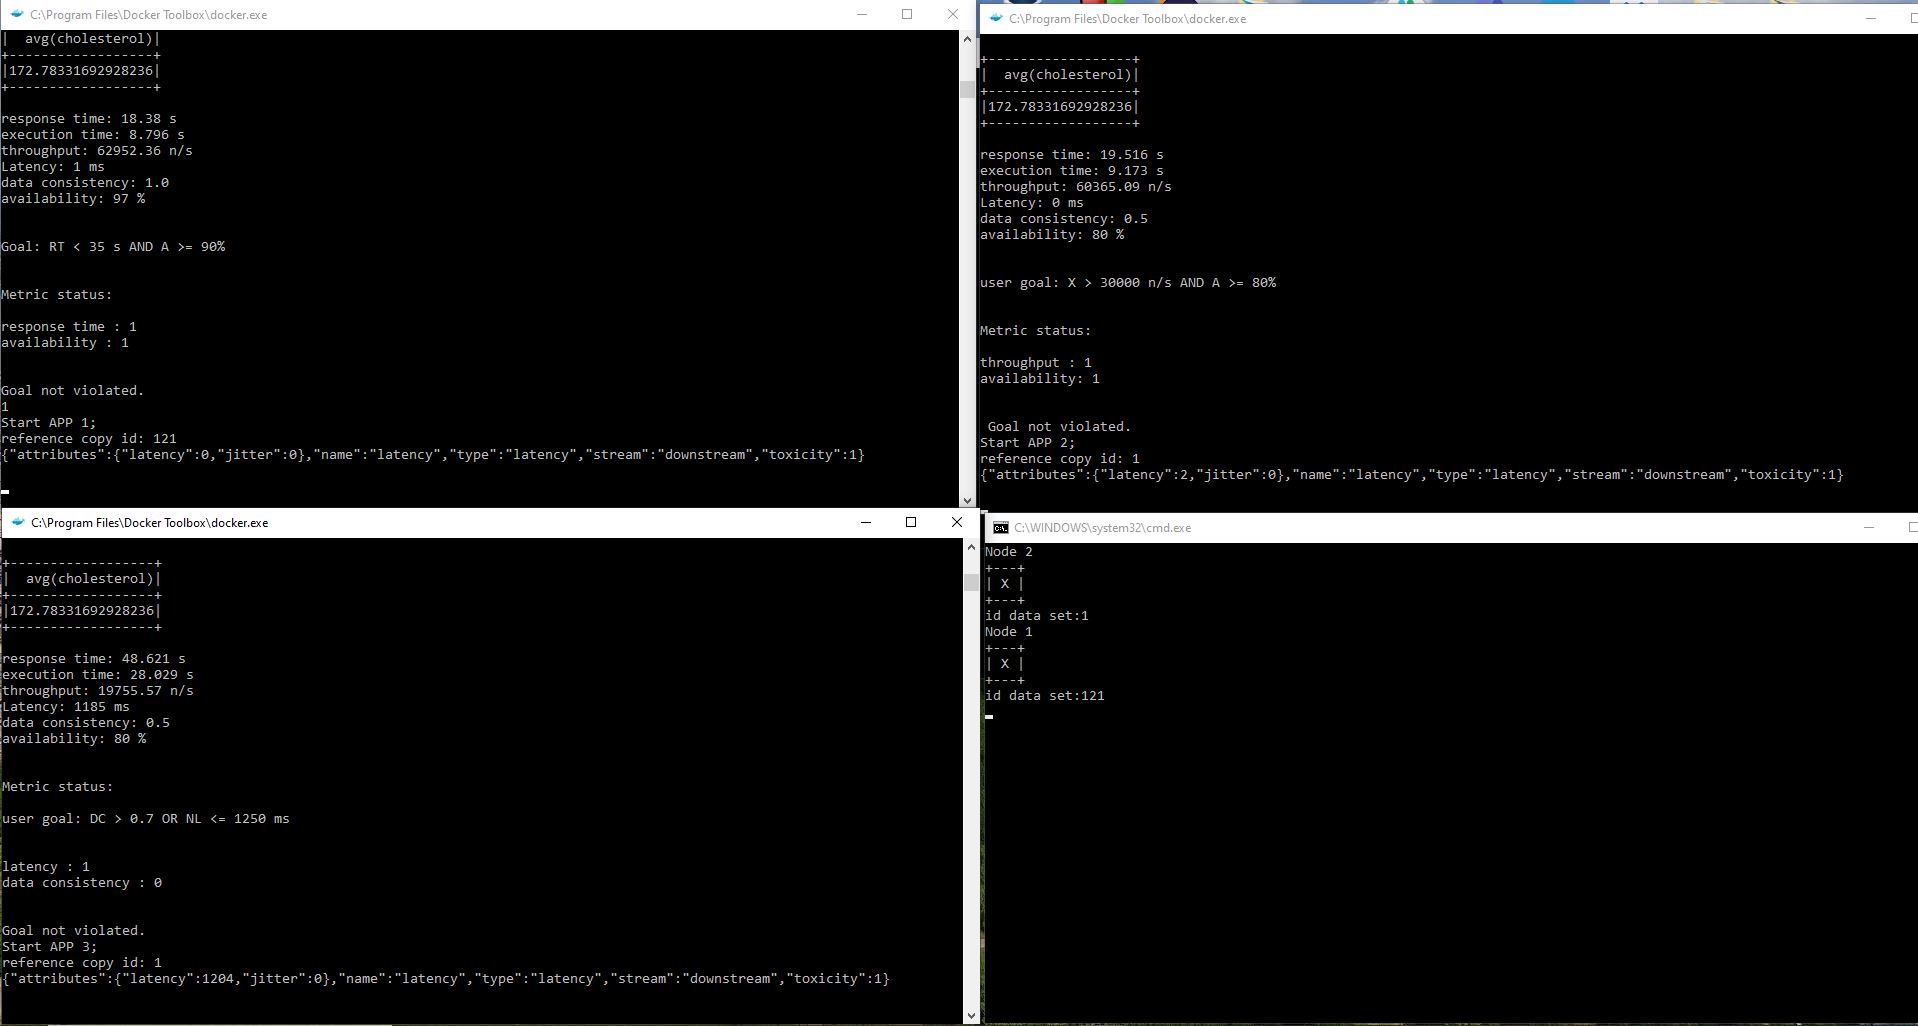 C:\Program Files\Docker Toolbox\docker.exe
|  avg(cholesterol)|
+------------------+
|172.78331692928236|
+------------------+
response time: 18.38 s
execution time: 8.796 s
throughput: 62952.36 n/s
Latency: 1 ms
data consistency: 1.0
availability: 97 %
Goal: RT < 35 s AND A >= 90%
Metric status:
response time : 1
availability : 1
Goal not violated.
1
Start APP 1;
reference copy id: 121
{"attributes":{"latency":0,"jitter":0},"name":"latency","type":"latency","stream":"downstream","toxicity":1}
C:\Program Files\Docker Toolbox\docker.exe
+------------------+
|  avg(cholesterol)|
+------------------+
|172.78331692928236|
+------------------+
response time: 19.516 s
execution time: 9.173 s
throughput: 60365.09 n/s
Latency: 0 ms
data consistency: 0.5
availability: 80 %
user goal: X > 30000 n/s AND A >= 80%
Metric status:
throughput : 1
availability: 1
Goal not violated.
Start APP 2;
reference copy id: 1
{"attributes":{"latency":2,"jitter":0},"name":"latency","type":"latency","stream":"downstream","toxicity":1}
C:\Program Files\Docker Toolbox\docker.exe
+------------------+
|  avg(cholesterol)|
+------------------+
|172.78331692928236|
+------------------+
response time: 48.621 s
execution time: 28.029 s
throughput: 19755.57 n/s
Latency: 1185 ms
data consistency: 0.5
availability: 80 %
Metric status:
user goal: DC > 0.7 OR NL <= 1250 ms
latency : 1
data consistency : 0
Goal not violated.
Start APP 3;
reference copy id: 1
{"attributes":{"latency":1204,"jitter":0},"name":"latency","type":"latency","stream":"downstream","toxicity":1}
C:\WINDOWS\system32\cmd.exe
Node 2
+---+
| X |
+---+
id data set:1
Node 1
+---+
| X |
+---+
id data set:121